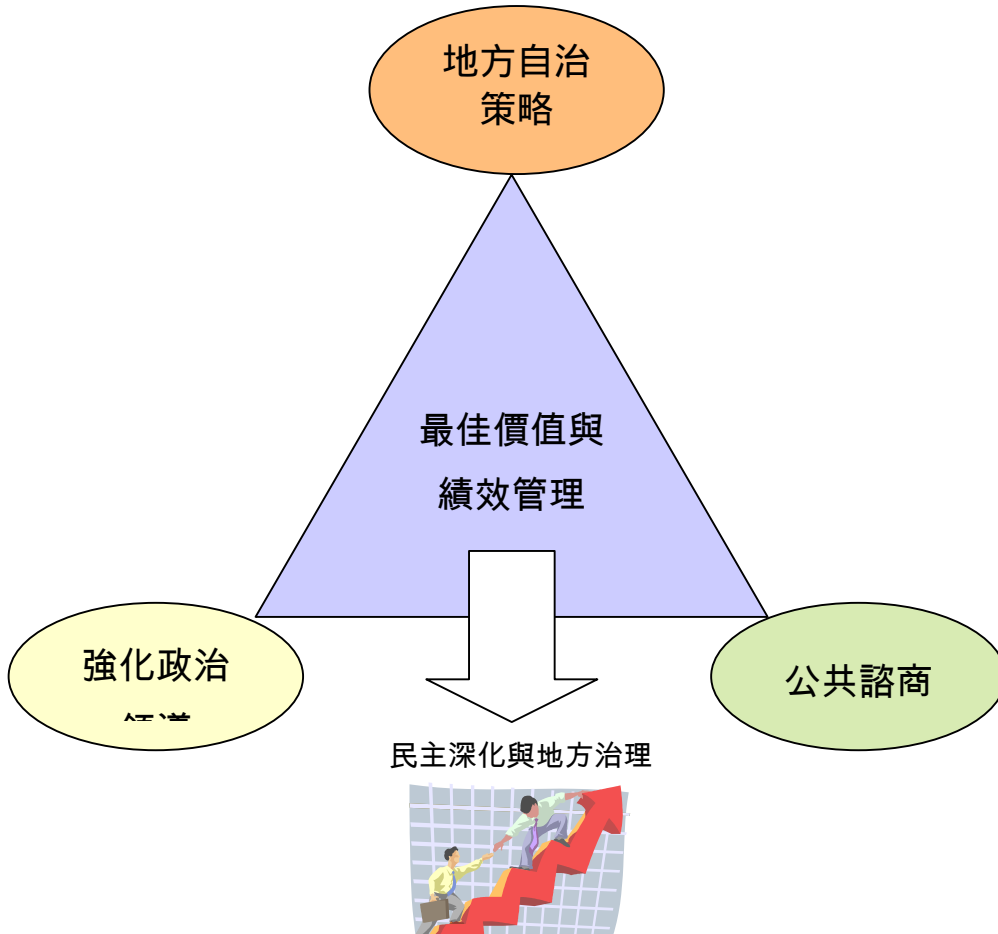 地方自治
策略
最佳價值與
績效管理
強化政治
公共諮商
民主深化與地方治理